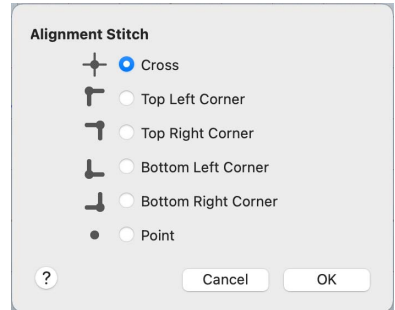 Alignment Stitch
Cross
Top Left Corner
Top Right Corner
Bottom Left Corner
Bottom Right Corner
Point
? Cancel OK